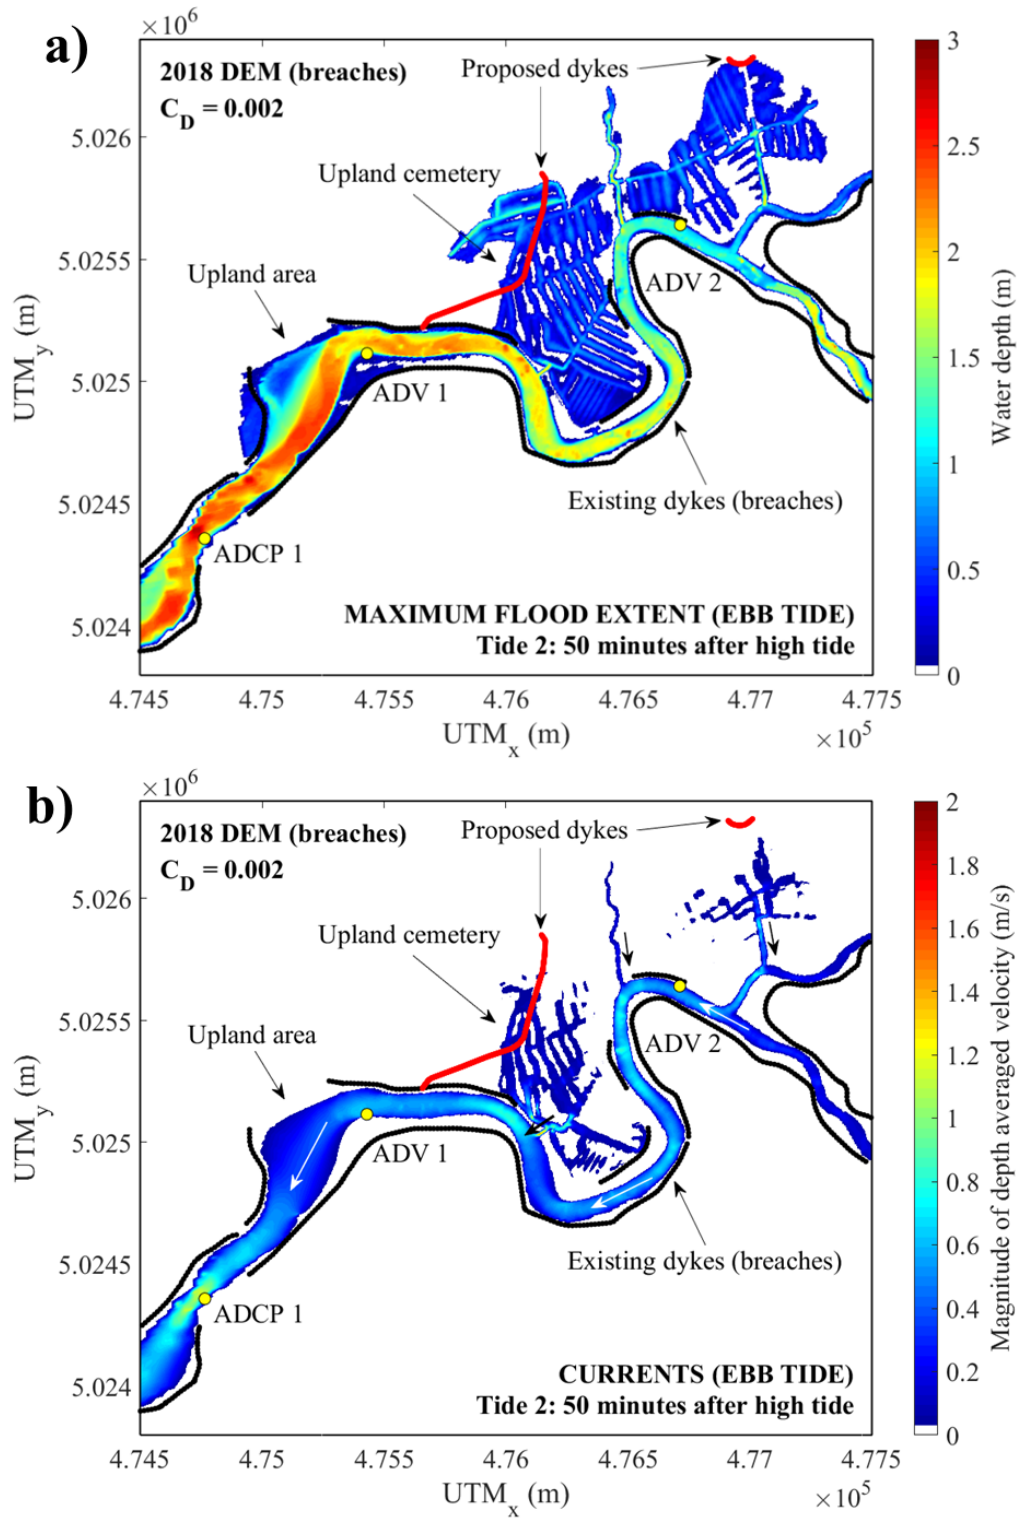 a)
×10⁶
2018 DEM (breaches)
C_D = 0.002
Proposed dykes
Upland cemetery
Upland area
ADV 2
ADV 1
Existing dykes (breaches)
ADCP 1
MAXIMUM FLOOD EXTENT (EBB TIDE)
Tide 2: 50 minutes after high tide
5.026
5.0255
5.025
5.0245
5.024
UTM_y (m)
4.745 4.75 4.755 4.76 4.765 4.77 4.775
UTM_x (m)
×10⁵
3
2.5
2
1.5
1
0.5
0
Water depth (m)
b)
×10⁶
2018 DEM (breaches)
C_D = 0.002
Proposed dykes
Upland cemetery
Upland area
ADV 2
ADV 1
Existing dykes (breaches)
ADCP 1
CURRENTS (EBB TIDE)
Tide 2: 50 minutes after high tide
5.026
5.0255
5.025
5.0245
5.024
UTM_y (m)
4.745 4.75 4.755 4.76 4.765 4.77 4.775
UTM_x (m)
×10⁵
2
1.8
1.6
1.4
1.2
1
0.8
0.6
0.4
0.2
0
Magnitude of depth averaged velocity (m/s)